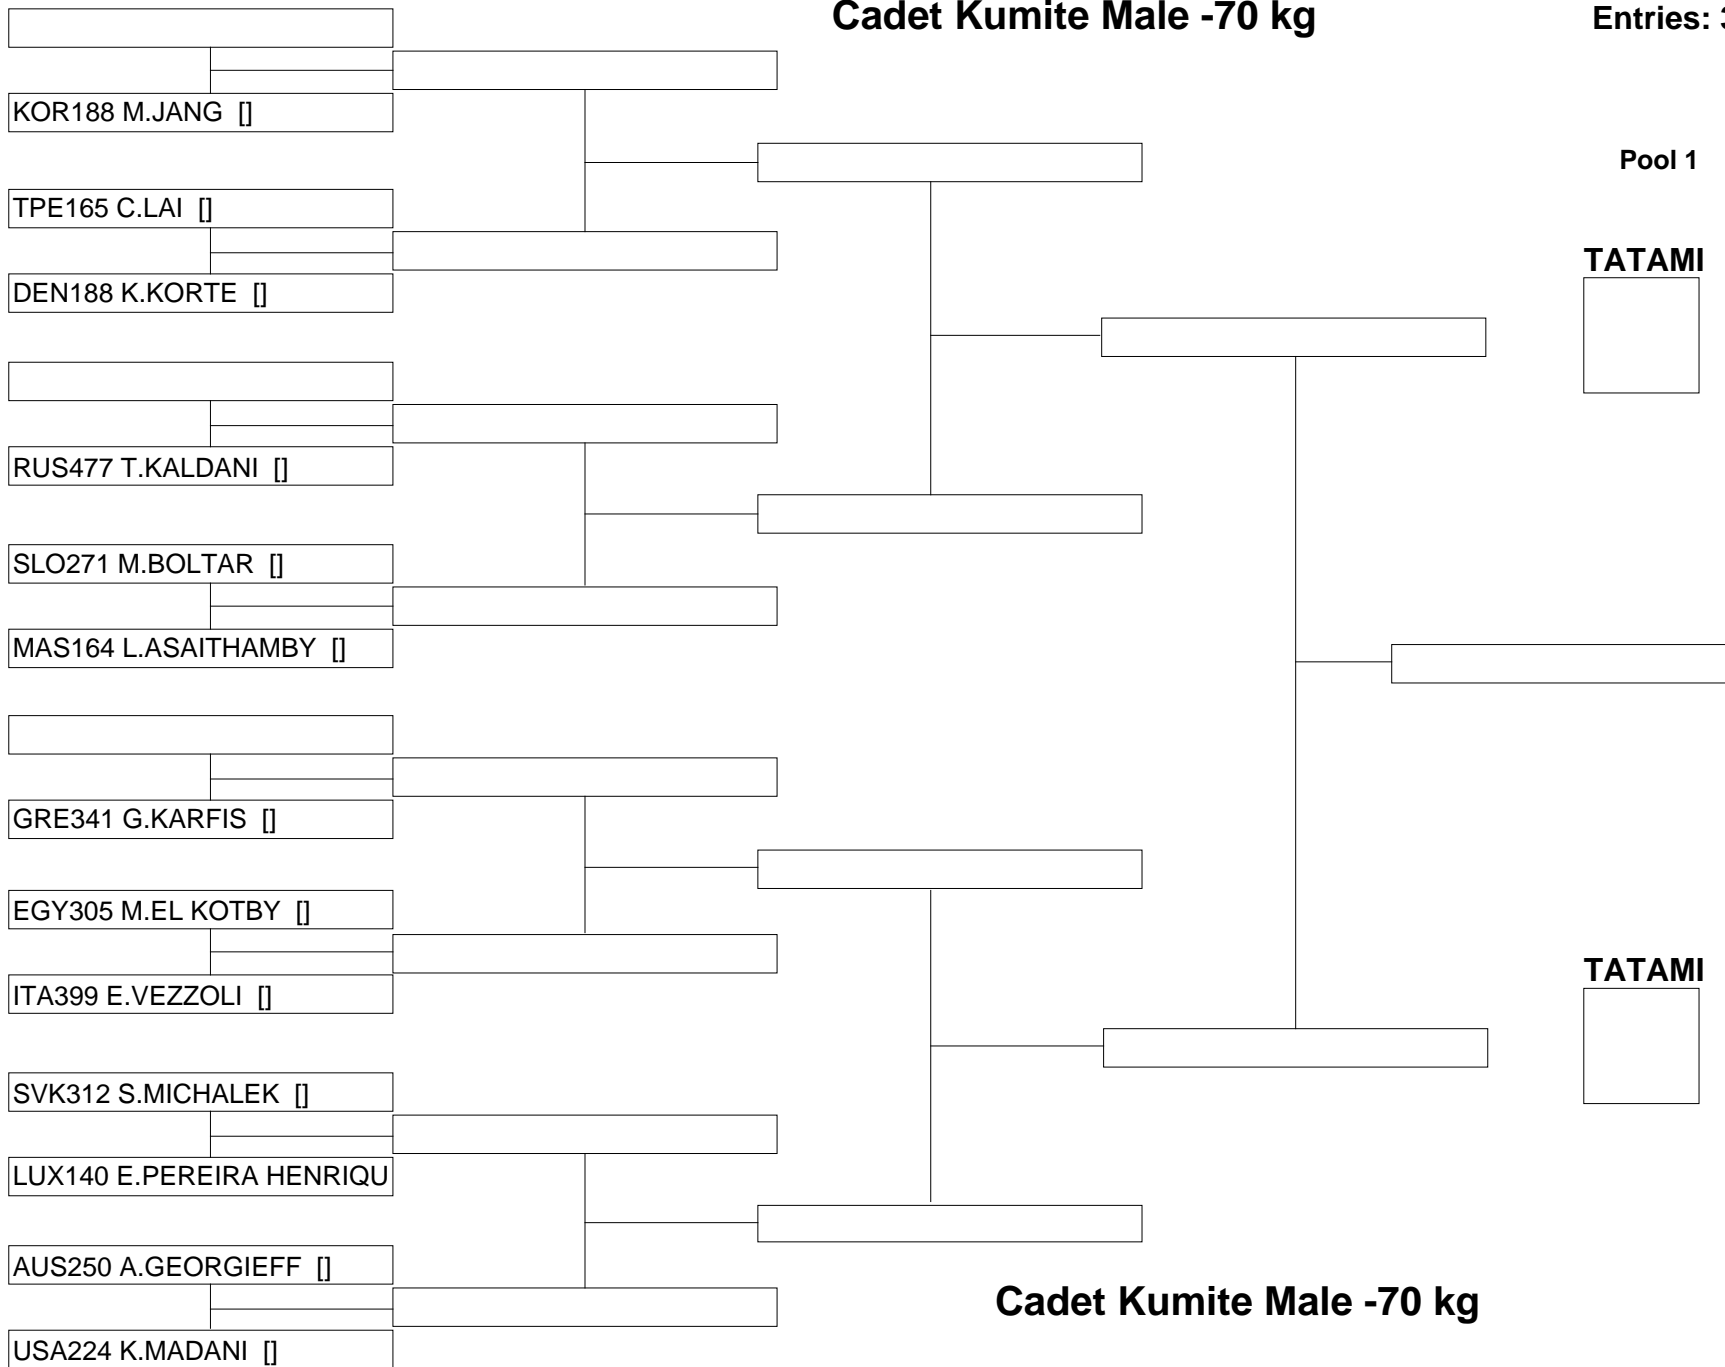 Cadet Kumite Male -70 kg
Entries: 3
KOR188 M.JANG []
Pool 1
TPE165 C.LAI []
TATAMI
DEN188 K.KORTE []
RUS477 T.KALDANI []
SLO271 M.BOLTAR []
MAS164 L.ASAITHAMBY []
GRE341 G.KARFIS []
EGY305 M.EL KOTBY []
TATAMI
ITA399 E.VEZZOLI []
SVK312 S.MICHALEK []
LUX140 E.PEREIRA HENRIQU
AUS250 A.GEORGIEFF []
Cadet Kumite Male -70 kg
USA224 K.MADANI []